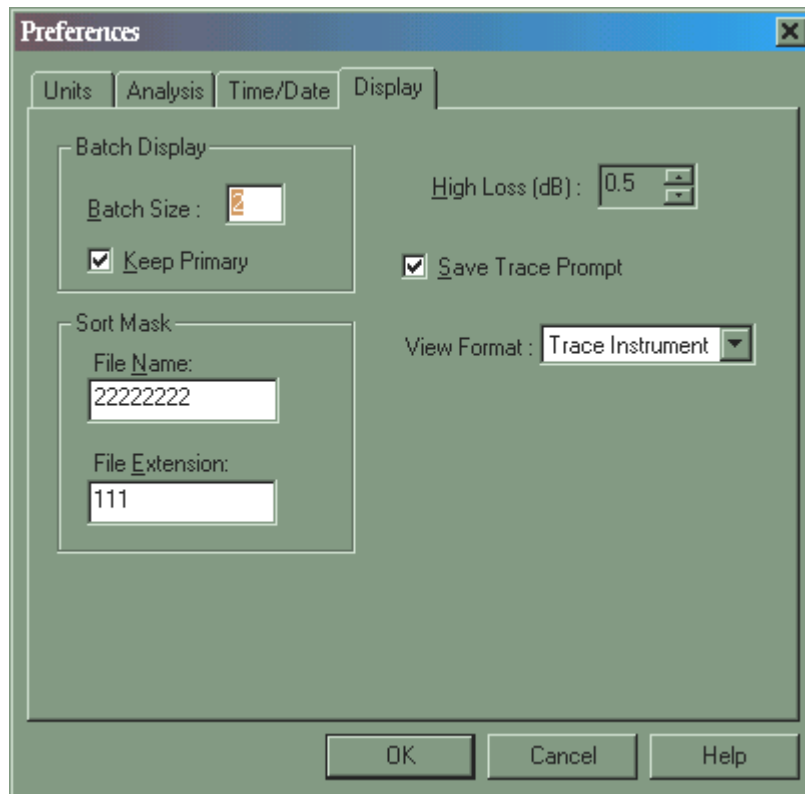 Preferences
Units
Analysis
Time/Date
Display
Batch Display
Batch Size :
2
Keep Primary
Sort Mask
File Name:
22222222
File Extension:
111
High Loss (dB) :
0.5
Save Trace Prompt
View Format :
Trace Instrument
OK
Cancel
Help